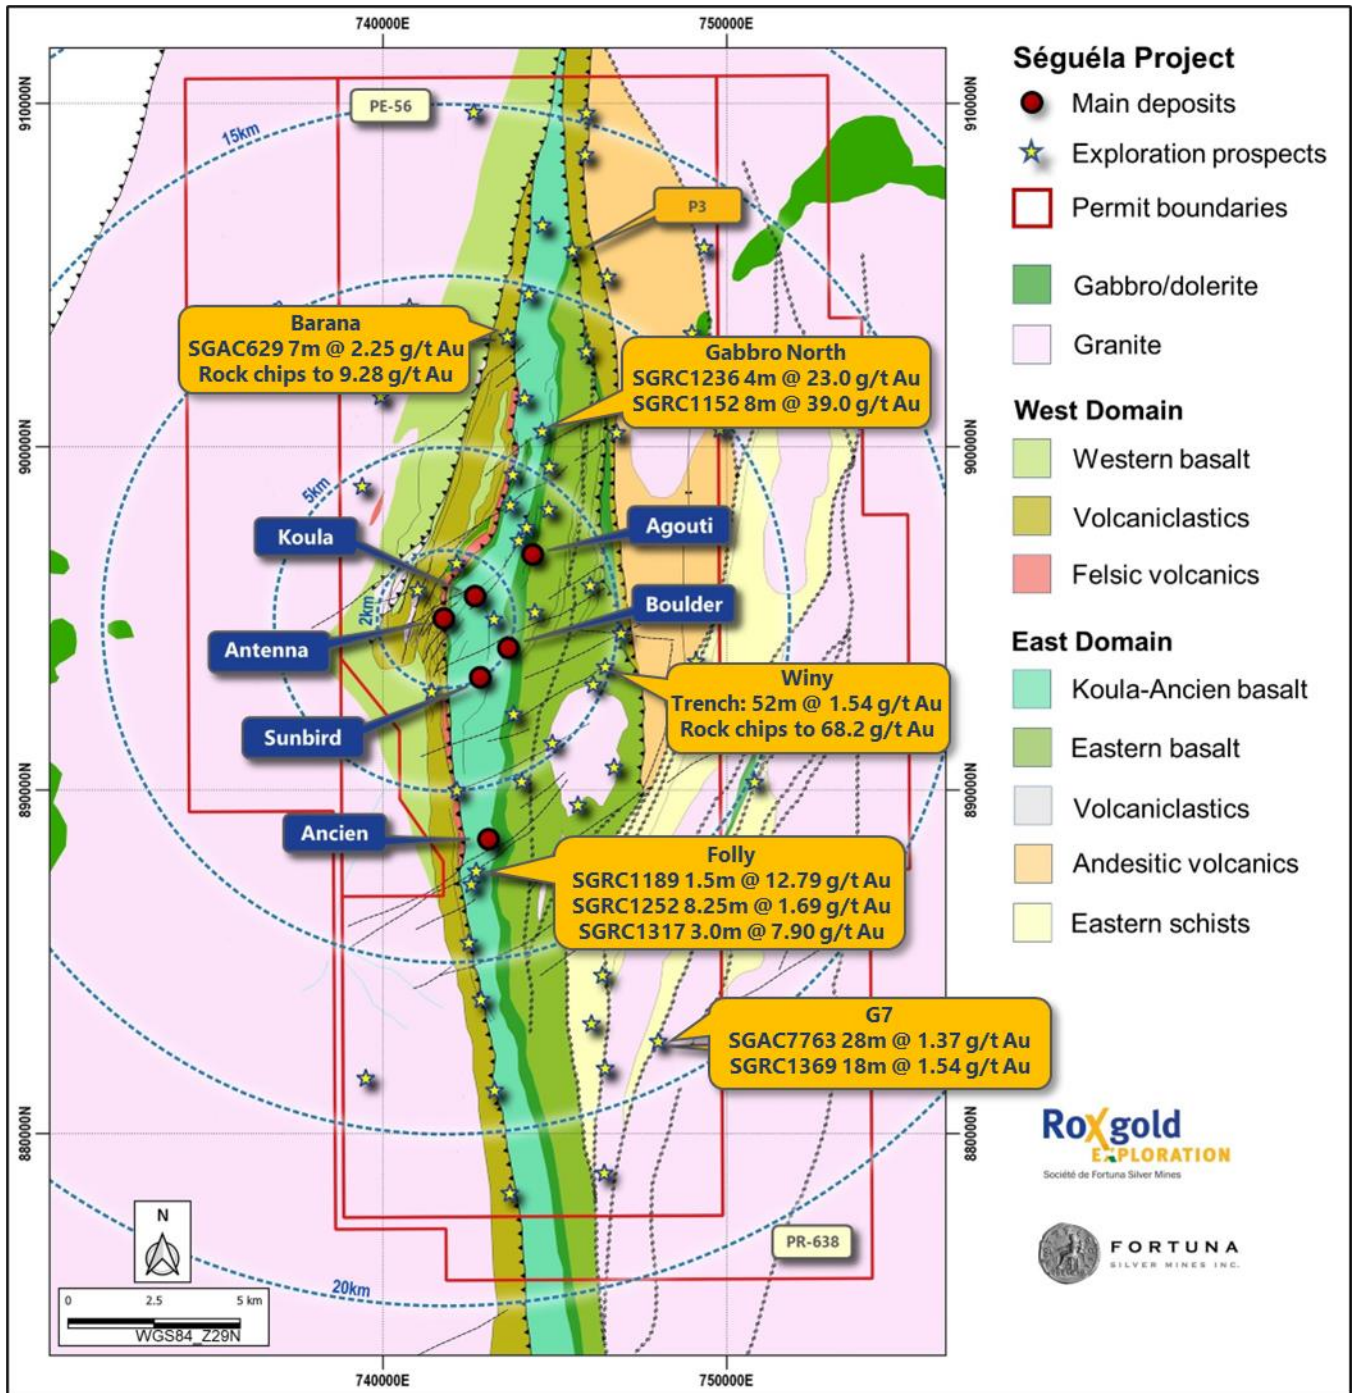 740000E
750000E
910000N
910000N
PE-56
15km
P3
Barana
SGAC629 7m @ 2.25 g/t Au
Rock chips to 9.28 g/t Au
Gabbro North
SGRC1236 4m @ 23.0 g/t Au
SGRC1152 8m @ 39.0 g/t Au
900000N
900000N
5km
Koula
Agouti
2km
Boulder
Antenna
Winy
Trench: 52m @ 1.54 g/t Au
Rock chips to 68.2 g/t Au
Sunbird
890000N
890000N
Ancien
Folly
SGRC1189 1.5m @ 12.79 g/t Au
SGRC1252 8.25m @ 1.69 g/t Au
SGRC1317 3.0m @ 7.90 g/t Au
G7
SGAC7763 28m @ 1.37 g/t Au
SGRC1369 18m @ 1.54 g/t Au
880000N
880000N
PR-638
20km
N
0 2.5 5 km
WGS84_Z29N
740000E
750000E
Séguéla Project
Main deposits
Exploration prospects
Permit boundaries
Gabbro/dolerite
Granite
West Domain
Western basalt
Volcaniclastics
Felsic volcanics
East Domain
Koula-Ancien basalt
Eastern basalt
Volcaniclastics
Andesitic volcanics
Eastern schists
Roxgold
EXPLORATION
Société de Fortuna Silver Mines
FORTUNA
SILVER MINES INC.